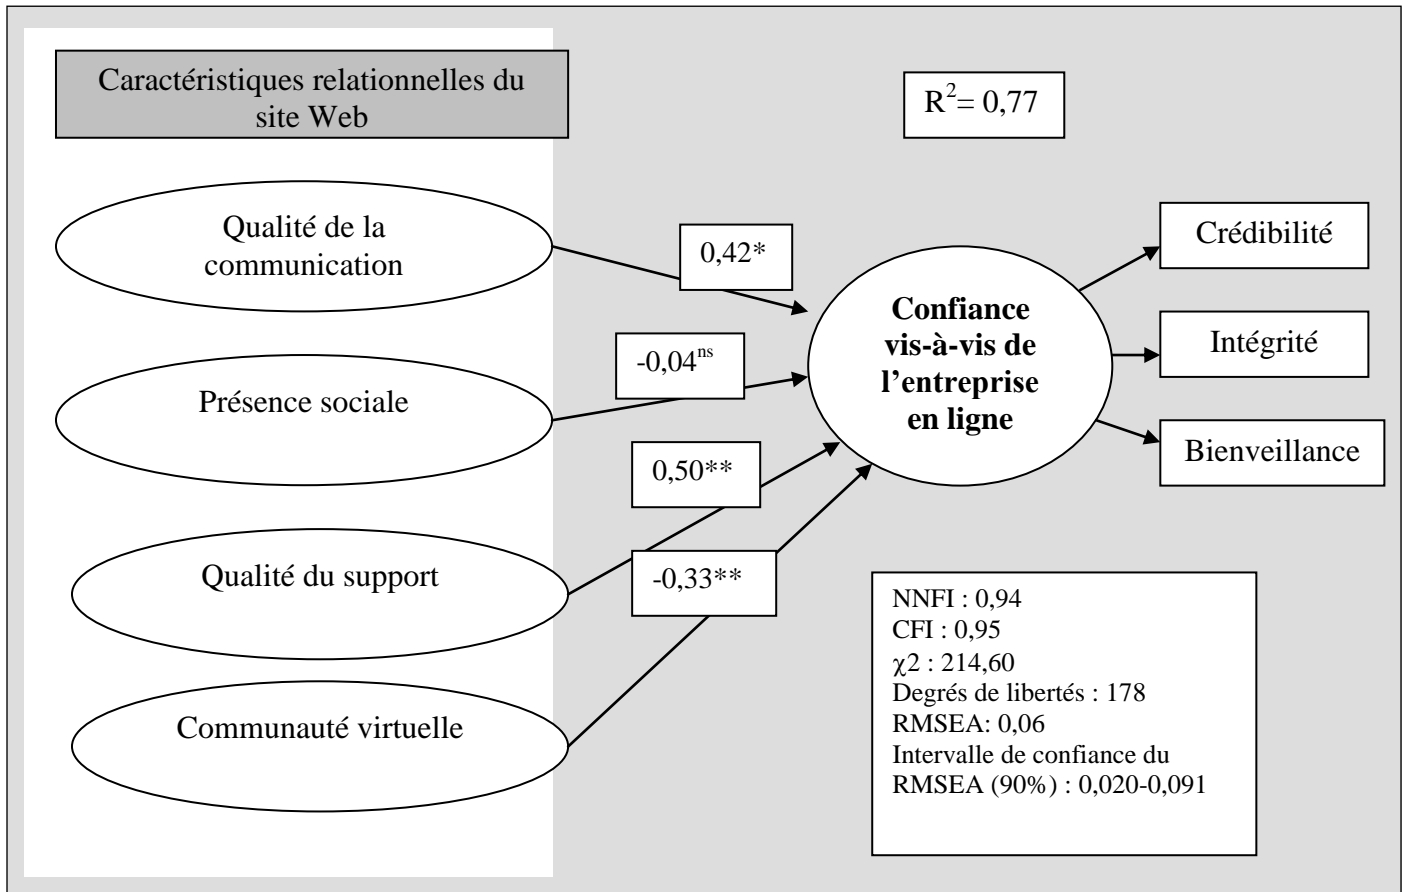 Caractéristiques relationnelles du
site Web
R²= 0,77
Qualité de la
communication
0,42*
Crédibilité
Confiance
vis-à-vis de
l’entreprise
en ligne
Intégrité
-0,04ns
Présence sociale
Bienveillance
0,50**
Qualité du support
-0,33**
Communauté virtuelle
NNFI : 0,94
CFI : 0,95
χ2 : 214,60
Degrés de libertés : 178
RMSEA: 0,06
Intervalle de confiance du
RMSEA (90%) : 0,020-0,091